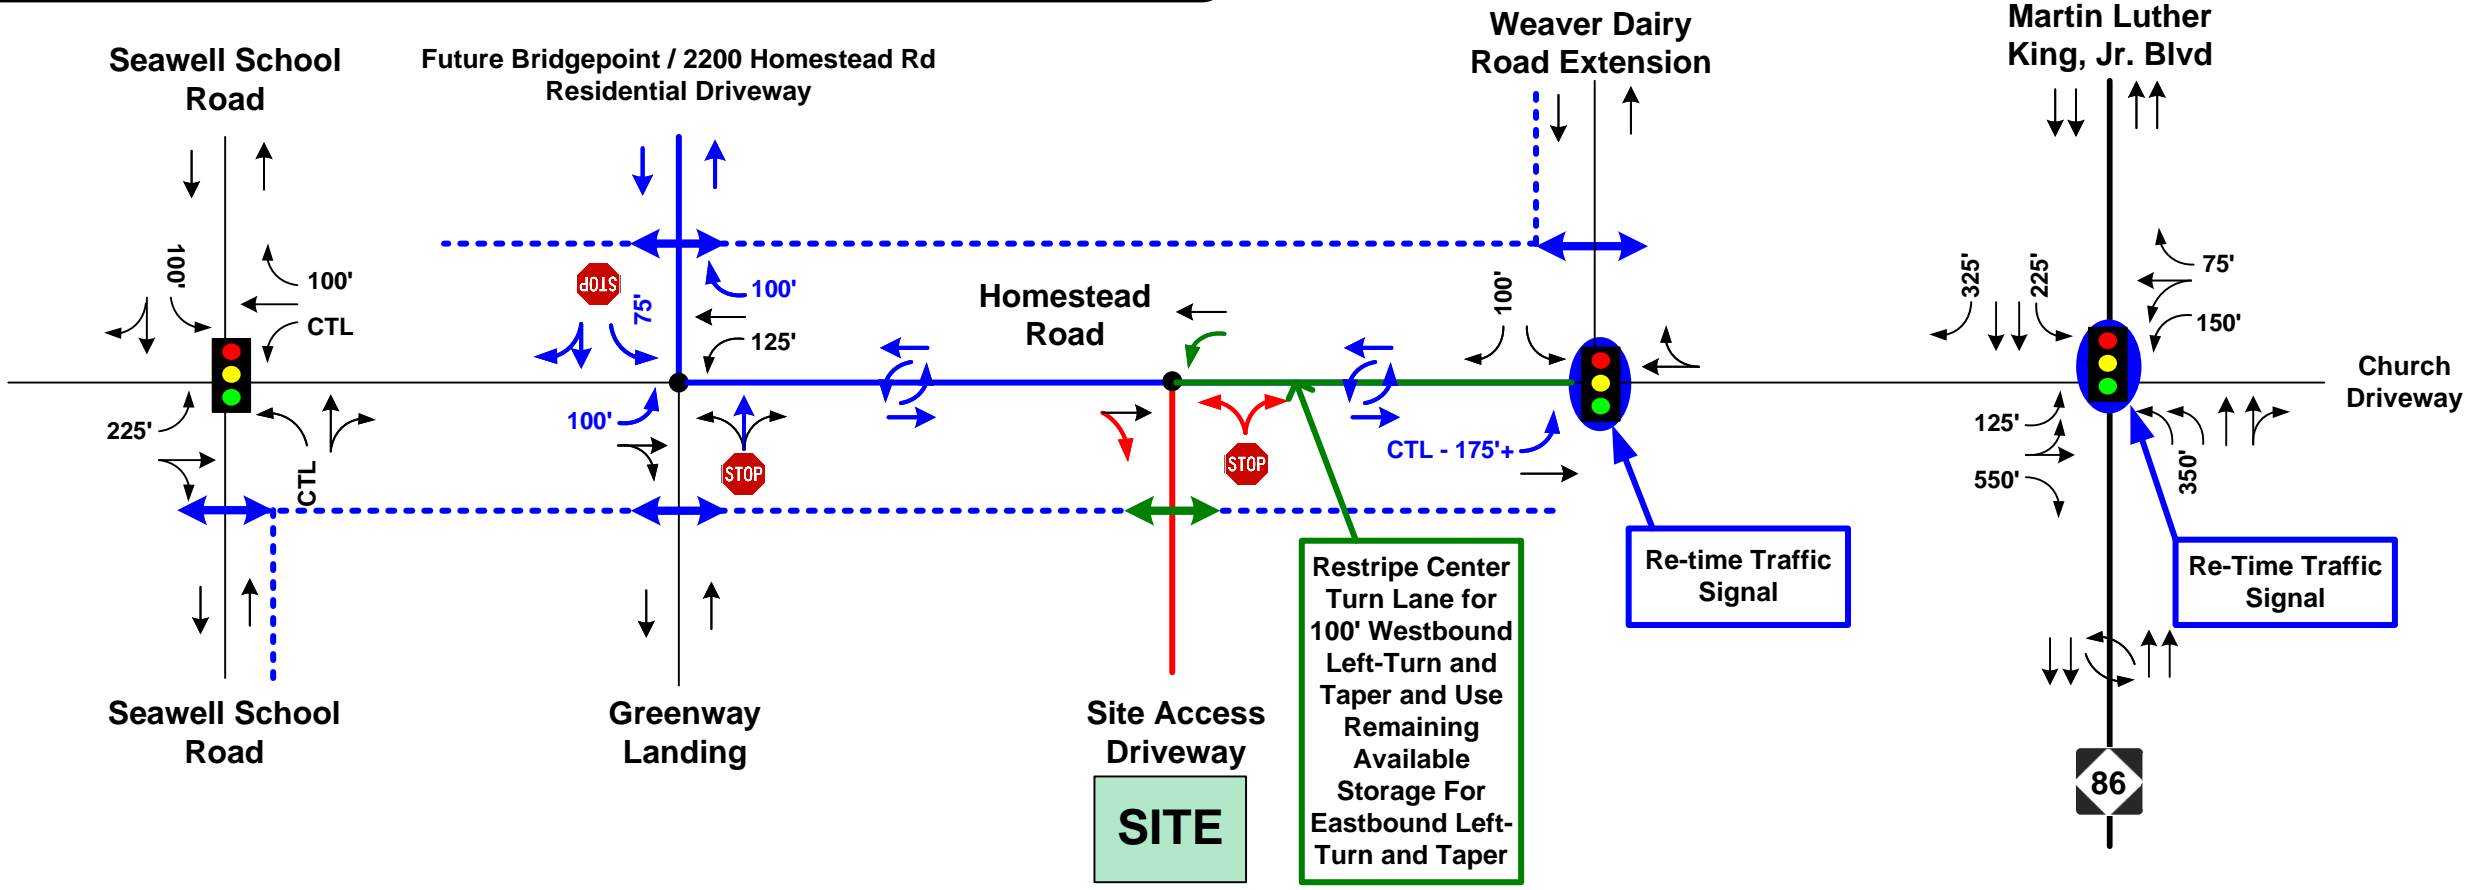 Seawell School
Road
Future Bridgepoint / 2200 Homestead Rd
Residential Driveway
Weaver Dairy
Road Extension
Martin Luther
King, Jr. Blvd
100'
100'
CTL
225'
CTL
STOP
75'
100'
125'
100'
STOP
Homestead
Road
STOP
100'
CTL - 175'+
325'
225'
75'
150'
125'
550'
350'
Church
Driveway
Re-time Traffic
Signal
Re-Time Traffic
Signal
Restripe Center
Turn Lane for
100' Westbound
Left-Turn and
Taper and Use
Remaining
Available
Storage For
Eastbound Left-
Turn and Taper
Seawell School
Road
Greenway
Landing
Site Access
Driveway
SITE
86